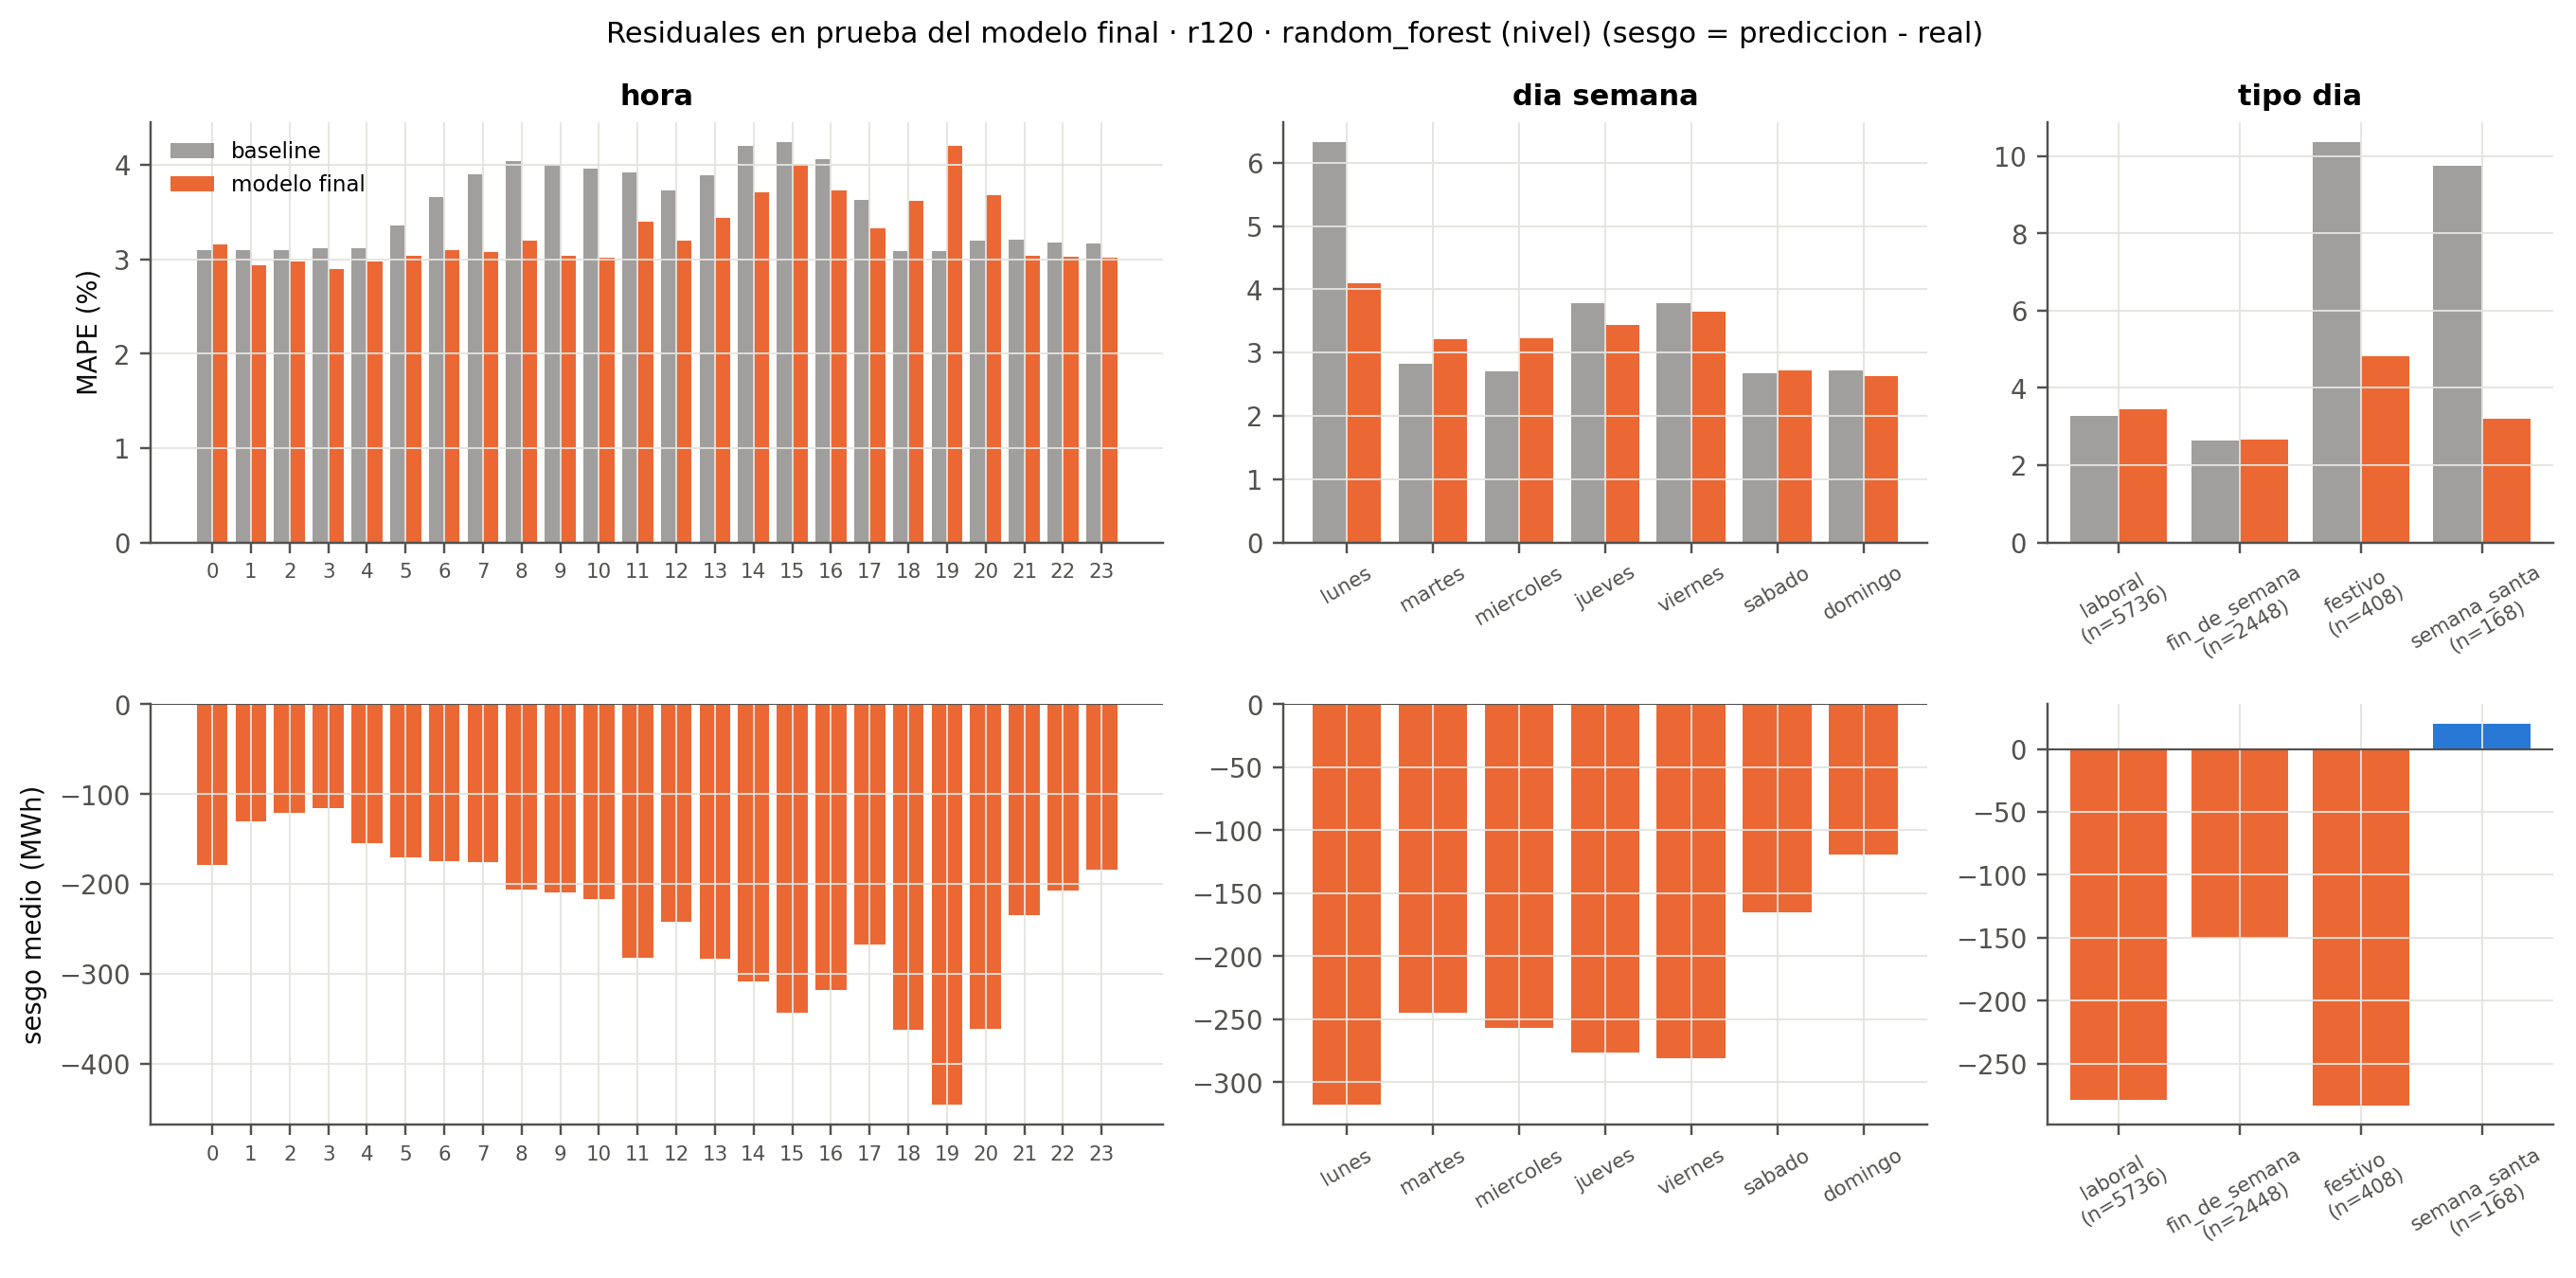 Residuales en prueba del modelo final · r120 · random_forest (nivel) (sesgo = prediccion - real)
hora
baseline
modelo final
MAPE (%)
4
3
2
1
0
0 1 2 3 4 5 6 7 8 9 10 11 12 13 14 15 16 17 18 19 20 21 22 23
dia semana
6
5
4
3
2
1
0
lunes martes miercoles jueves viernes sabado domingo
tipo dia
10
8
6
4
2
0
laboral
(n=5736)
fin_de_semana
(n=2448)
festivo
(n=408)
semana_santa
(n=168)
sesgo medio (MWh)
0
−100
−200
−300
−400
0 1 2 3 4 5 6 7 8 9 10 11 12 13 14 15 16 17 18 19 20 21 22 23
0
−50
−100
−150
−200
−250
−300
lunes martes miercoles jueves viernes sabado domingo
0
−50
−100
−150
−200
−250
laboral
(n=5736)
fin_de_semana
(n=2448)
festivo
(n=408)
semana_santa
(n=168)